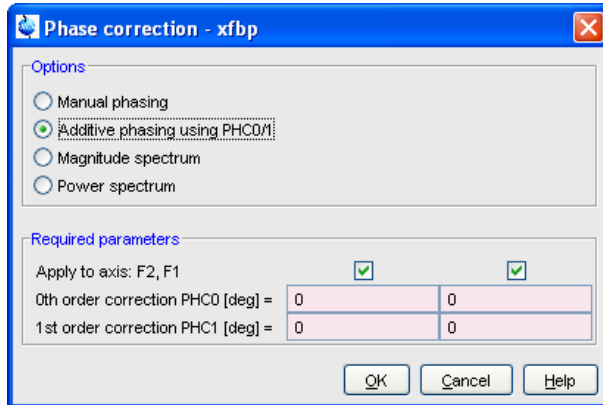 Phase correction - xfbp
Options
Manual phasing
Additive phasing using PHC0/1
Magnitude spectrum
Power spectrum
Required parameters
Apply to axis: F2, F1
0th order correction PHC0 [deg] = 0 0
1st order correction PHC1 [deg] = 0 0
OK Cancel Help